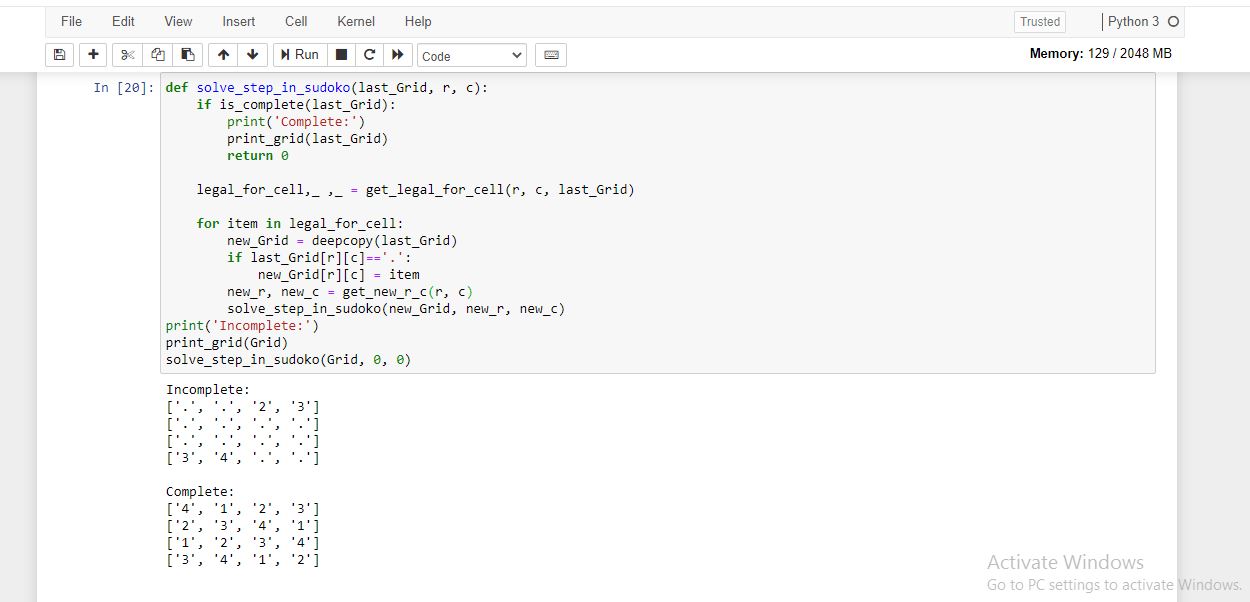 File Edit View Insert Cell Kernel Help Trusted Python 3
Run Code Memory: 129 / 2048 MB
In [20]: def solve_step_in_sudoko(last_Grid, r, c):
    if is_complete(last_Grid):
        print('Complete:')
        print_grid(last_Grid)
        return 0
    legal_for_cell,_ ,_ = get_legal_for_cell(r, c, last_Grid)
    for item in legal_for_cell:
        new_Grid = deepcopy(last_Grid)
        if last_Grid[r][c]=='.':
            new_Grid[r][c] = item
        new_r, new_c = get_new_r_c(r, c)
        solve_step_in_sudoko(new_Grid, new_r, new_c)
print('Incomplete:')
print_grid(Grid)
solve_step_in_sudoko(Grid, 0, 0)
Incomplete:
['.', '.', '2', '3']
['.', '.', '.', '.']
['.', '.', '.', '.']
['3', '4', '.', '.']
Complete:
['4', '1', '2', '3']
['2', '3', '4', '1']
['1', '2', '3', '4']
['3', '4', '1', '2']
Activate Windows
Go to PC settings to activate Windows.